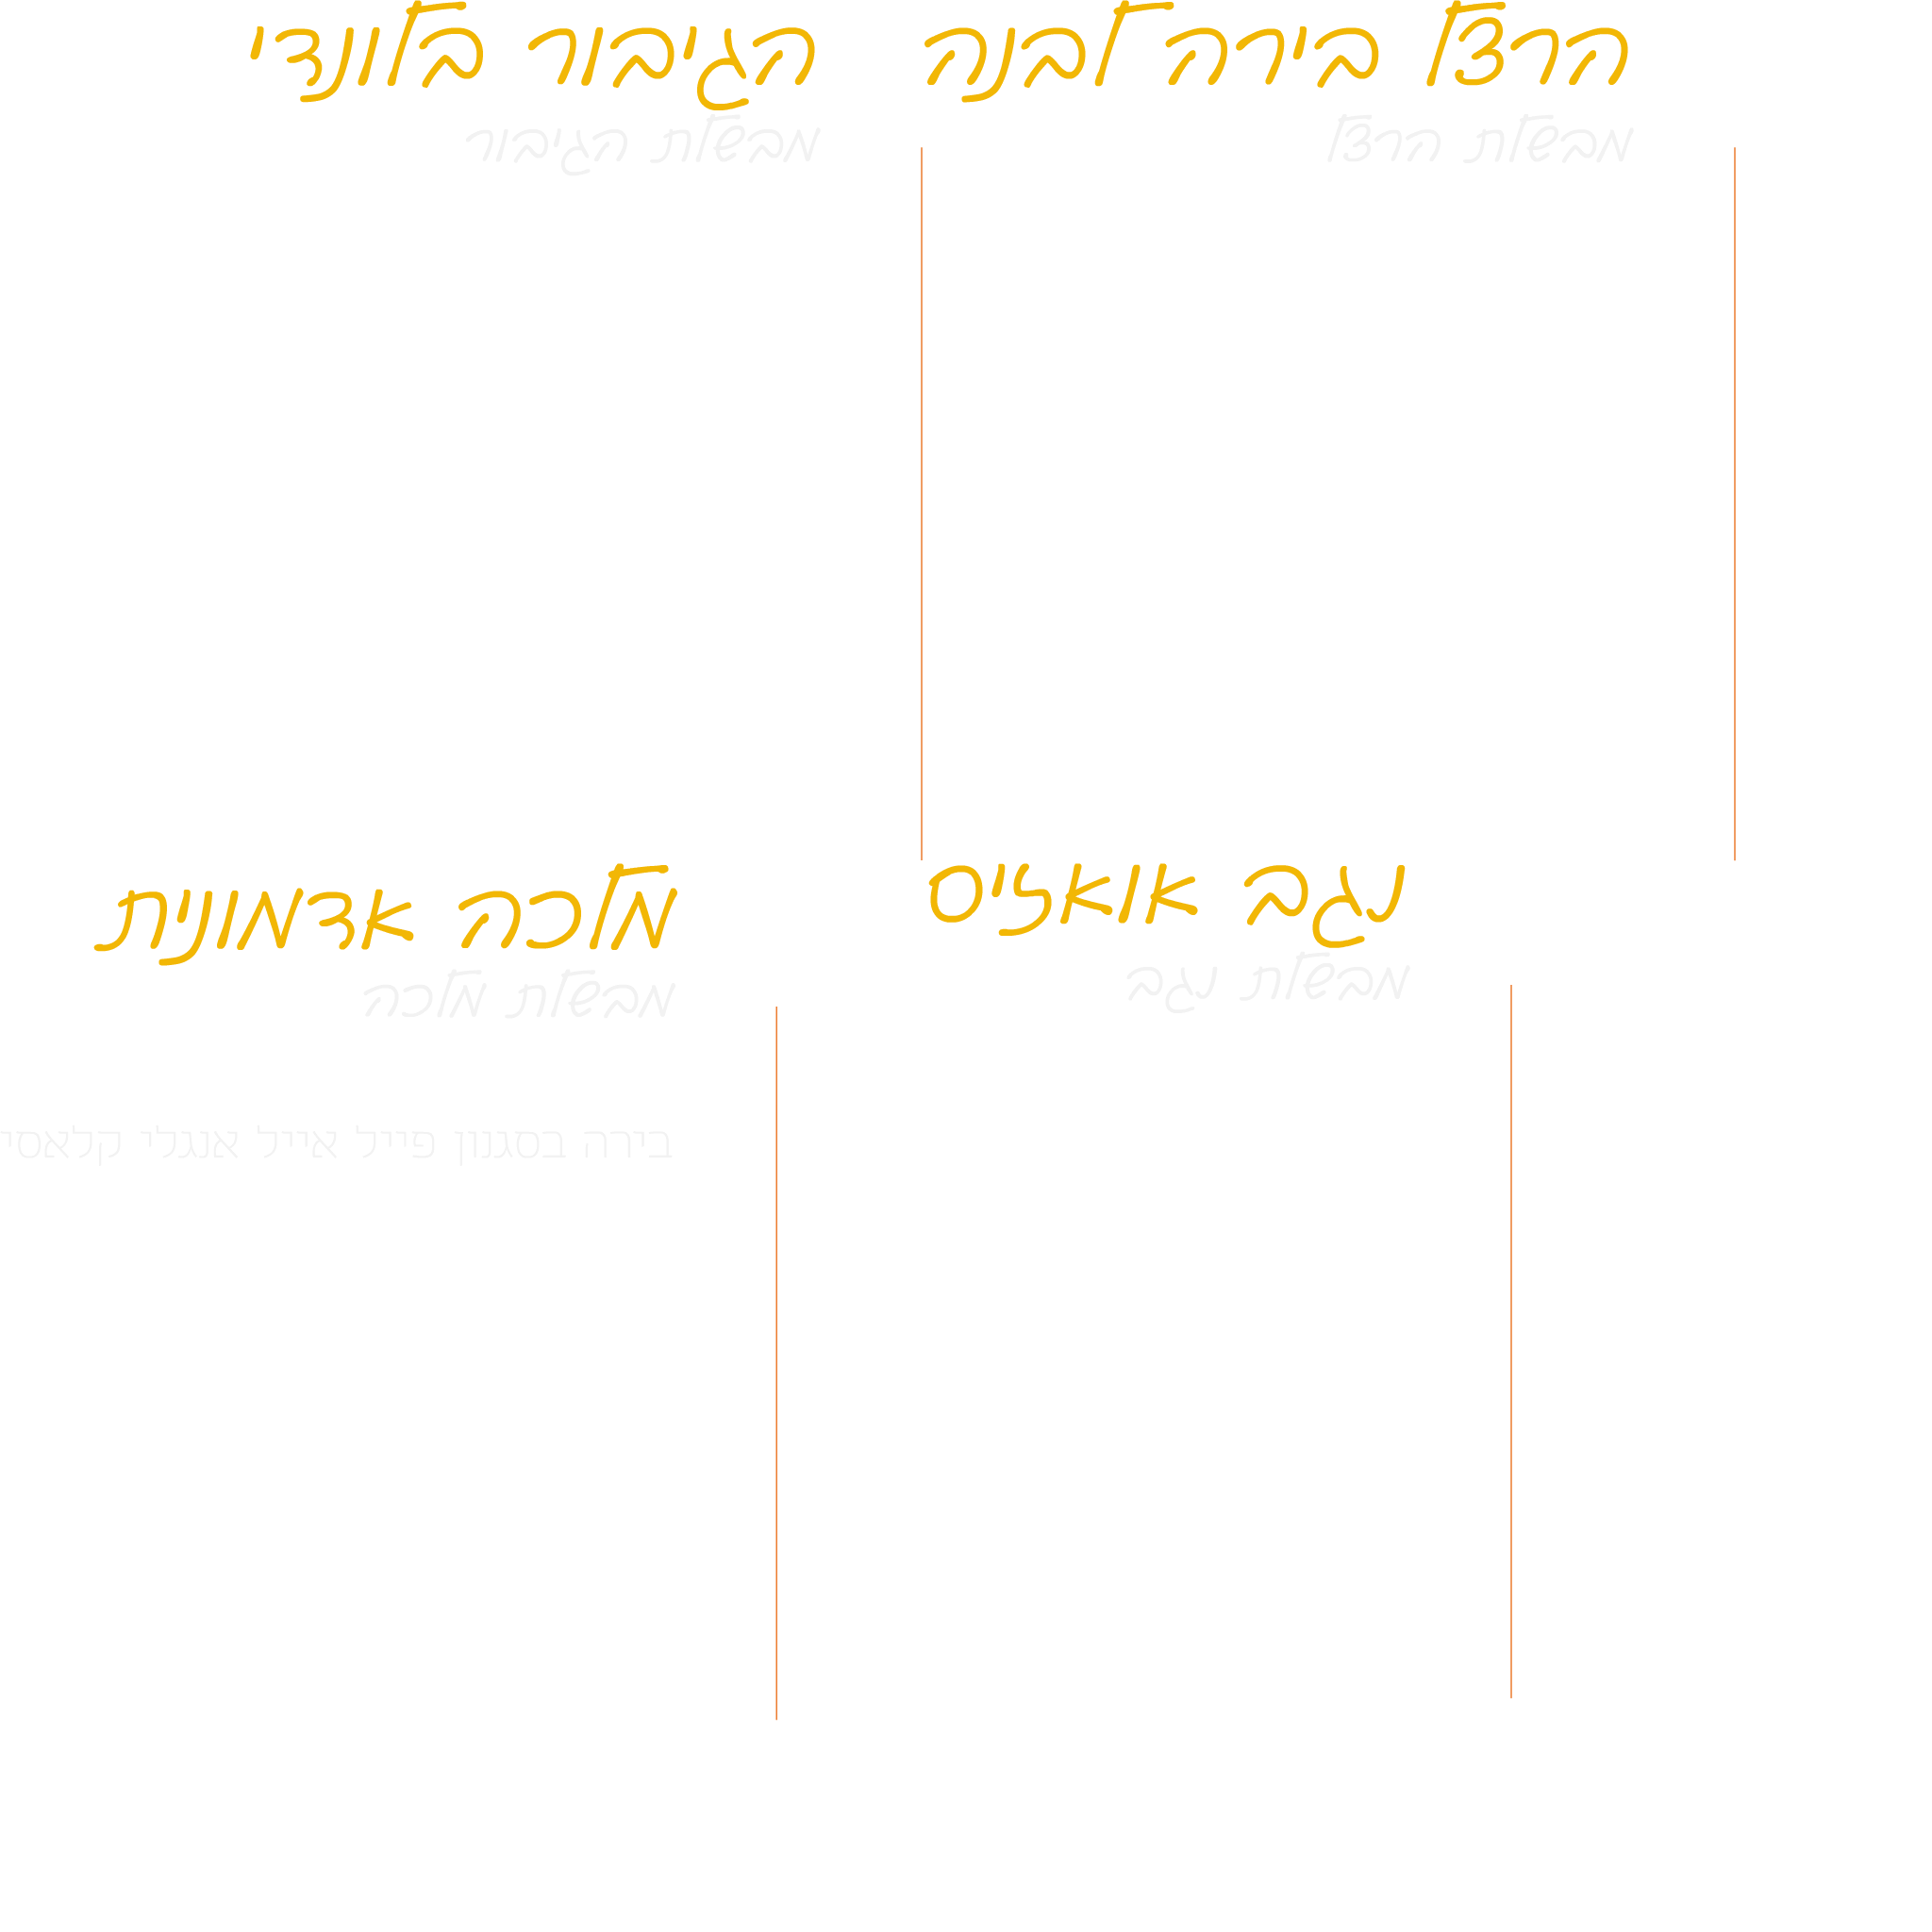 הרצל בירה לבנה
מבשלת הרצל
הגיבור בלונדי
מבשלת הגיבור
נגב אואזיס
מבשלת נגב
מלכה אדמונית
מבשלת מלכה
בירה בסגנון פייל אייל אנגלי קלאסי